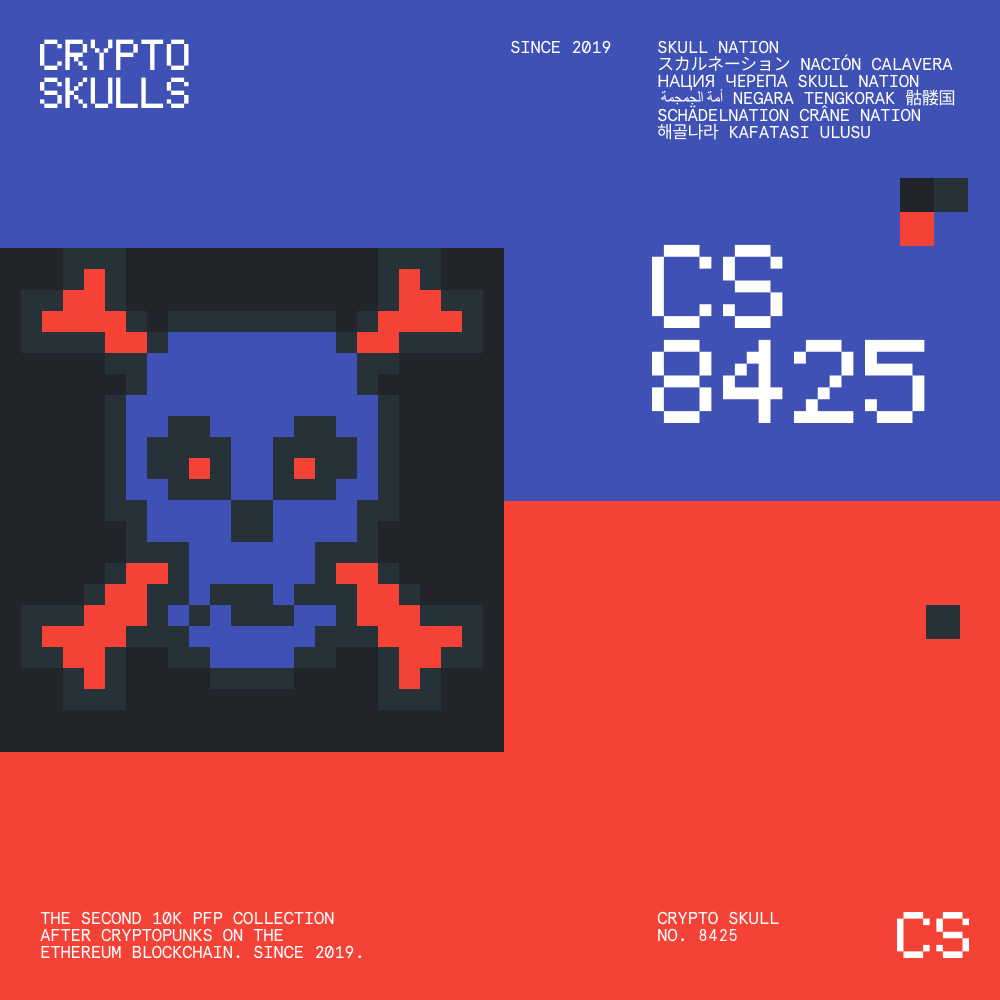 CRYPTO
SKULLS
SINCE 2019
SKULL NATION
スカルネーション NACIÓN CALAVERA
НАЦИЯ ЧЕРЕПА SKULL NATION
أمة الجمجمة NEGARA TENGKORAK 骷髅国
SCHÄDELNATION CRÂNE NATION
해골나라 KAFATASI ULUSU
CS
8425
THE SECOND 10K PFP COLLECTION
AFTER CRYPTOPUNKS ON THE
ETHEREUM BLOCKCHAIN. SINCE 2019.
CRYPTO SKULL
NO. 8425
CS